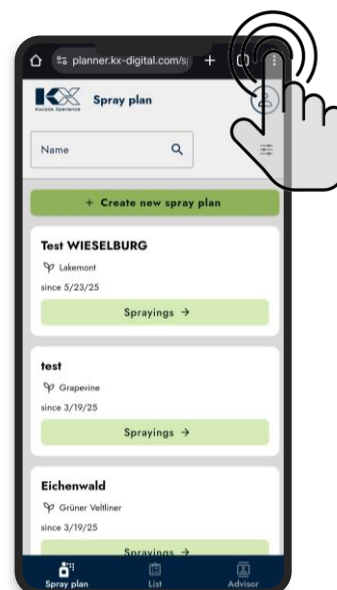 planner.kx-digital.com/s
KX
Kwizda Xperience
Spray plan
Name
+ Create new spray plan
Test WIESELBURG
Lakemont
since 5/23/25
Sprayings →
test
Grapevine
since 3/19/25
Sprayings →
Eichenwald
Grüner Veltliner
since 3/19/25
Sprayings →
Spray plan
List
Advisor